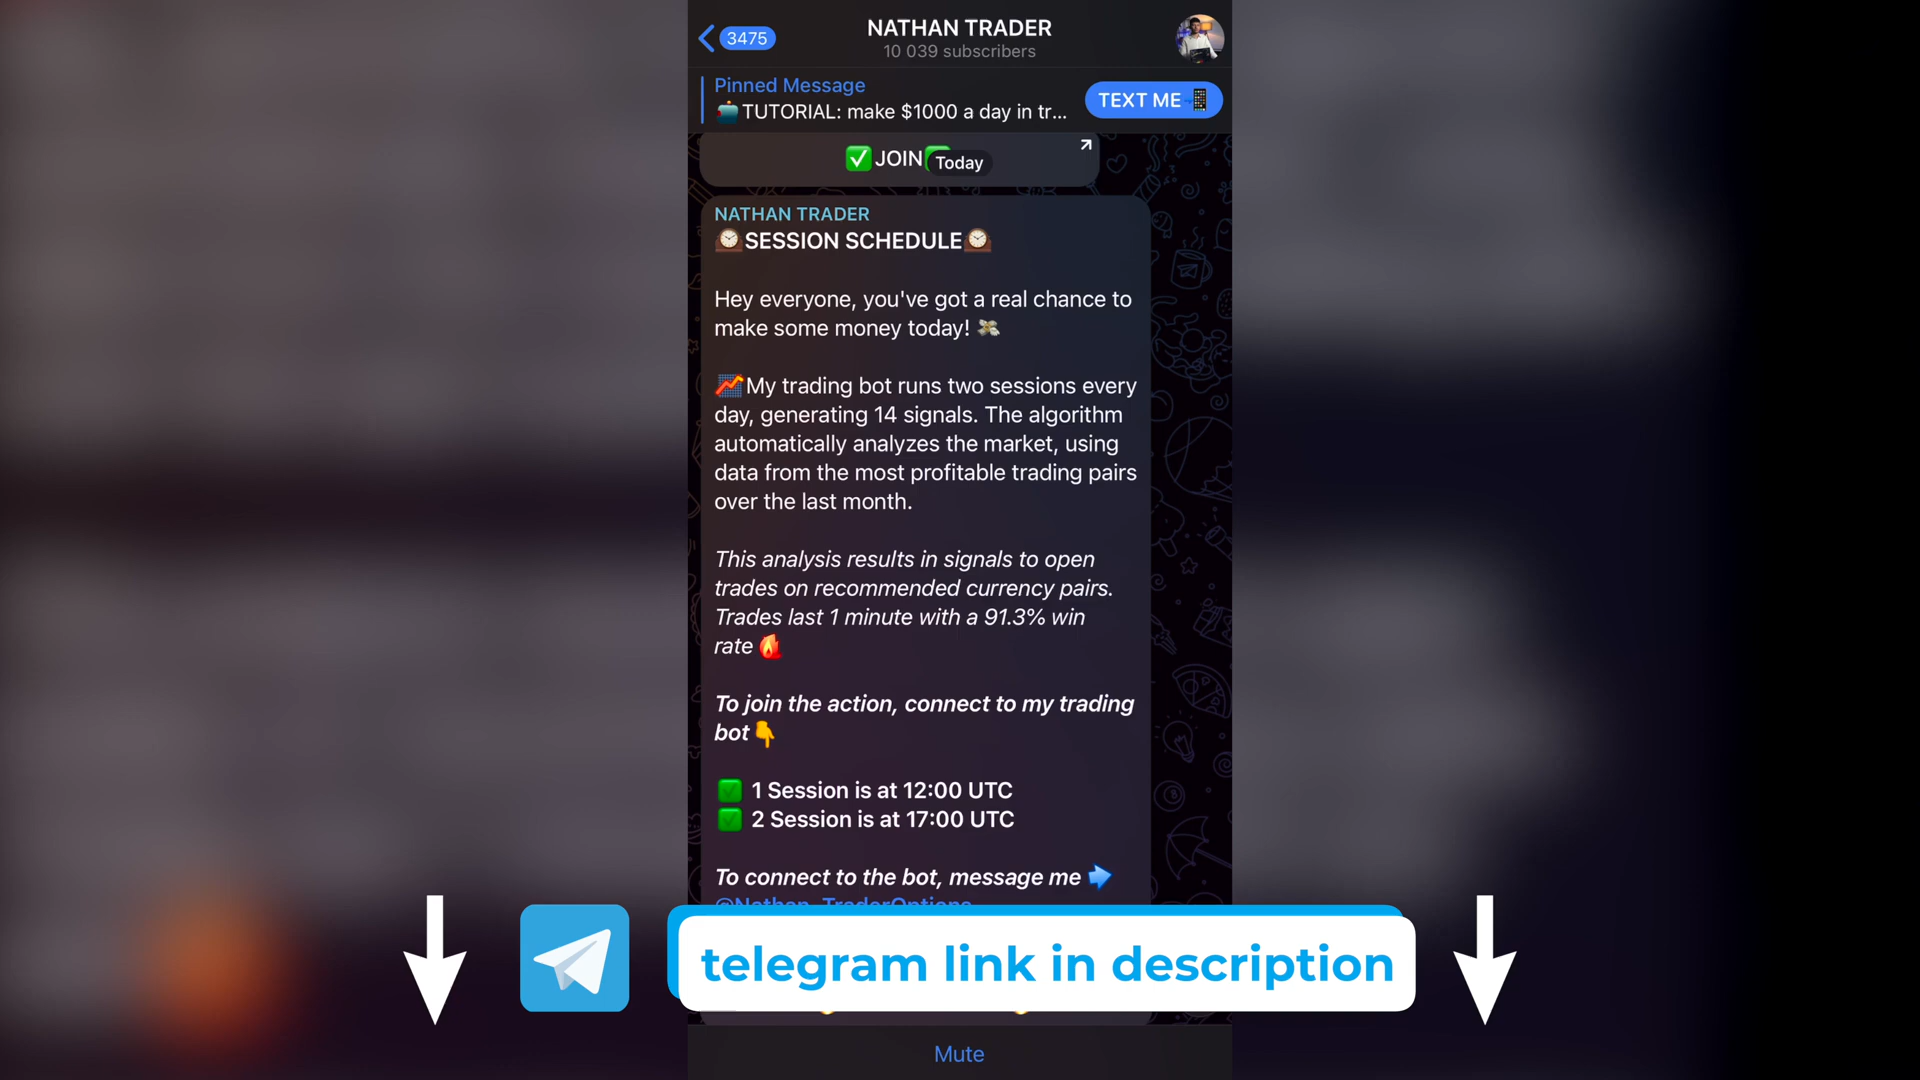 3475
NATHAN TRADER
10 039 subscribers
Pinned Message
TUTORIAL: make $1000 a day in tr...
TEXT ME
JOIN
Today
NATHAN TRADER
SESSION SCHEDULE
Hey everyone, you've got a real chance to
make some money today!
My trading bot runs two sessions every
day, generating 14 signals. The algorithm
automatically analyzes the market, using
data from the most profitable trading pairs
over the last month.
This analysis results in signals to open
trades on recommended currency pairs.
Trades last 1 minute with a 91.3% win
rate
To join the action, connect to my trading
bot
1 Session is at 12:00 UTC
2 Session is at 17:00 UTC
To connect to the bot, message me
@Nathan_TraderOptions
telegram link in description
Mute